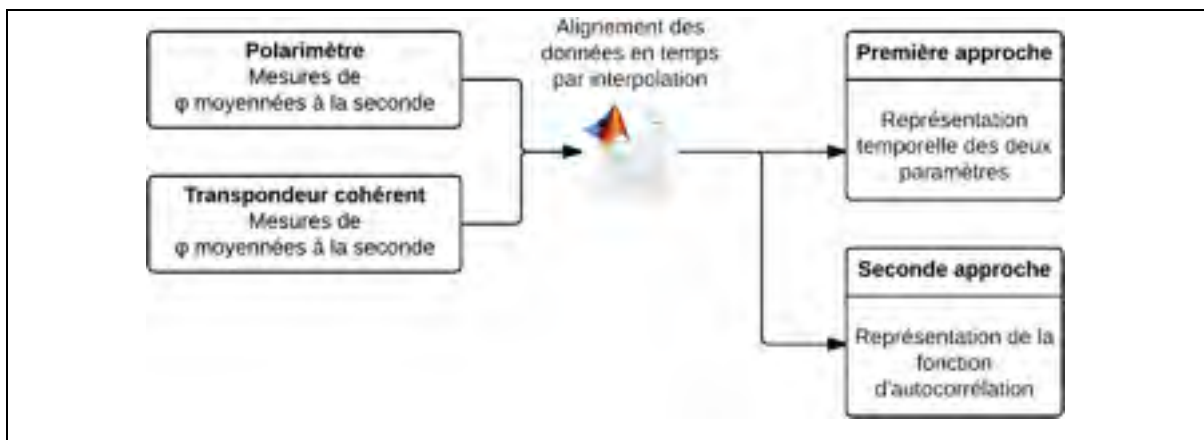 Polarimètre
Mesures de
φ moyennées à la seconde
Transpondeur cohérent
Mesures de
φ moyennées à la seconde
Alignement des
données en temps
par interpolation
Première approche
Représentation
temporelle des deux
paramètres
Seconde approche
Représentation de la
fonction
d'autocorrélation